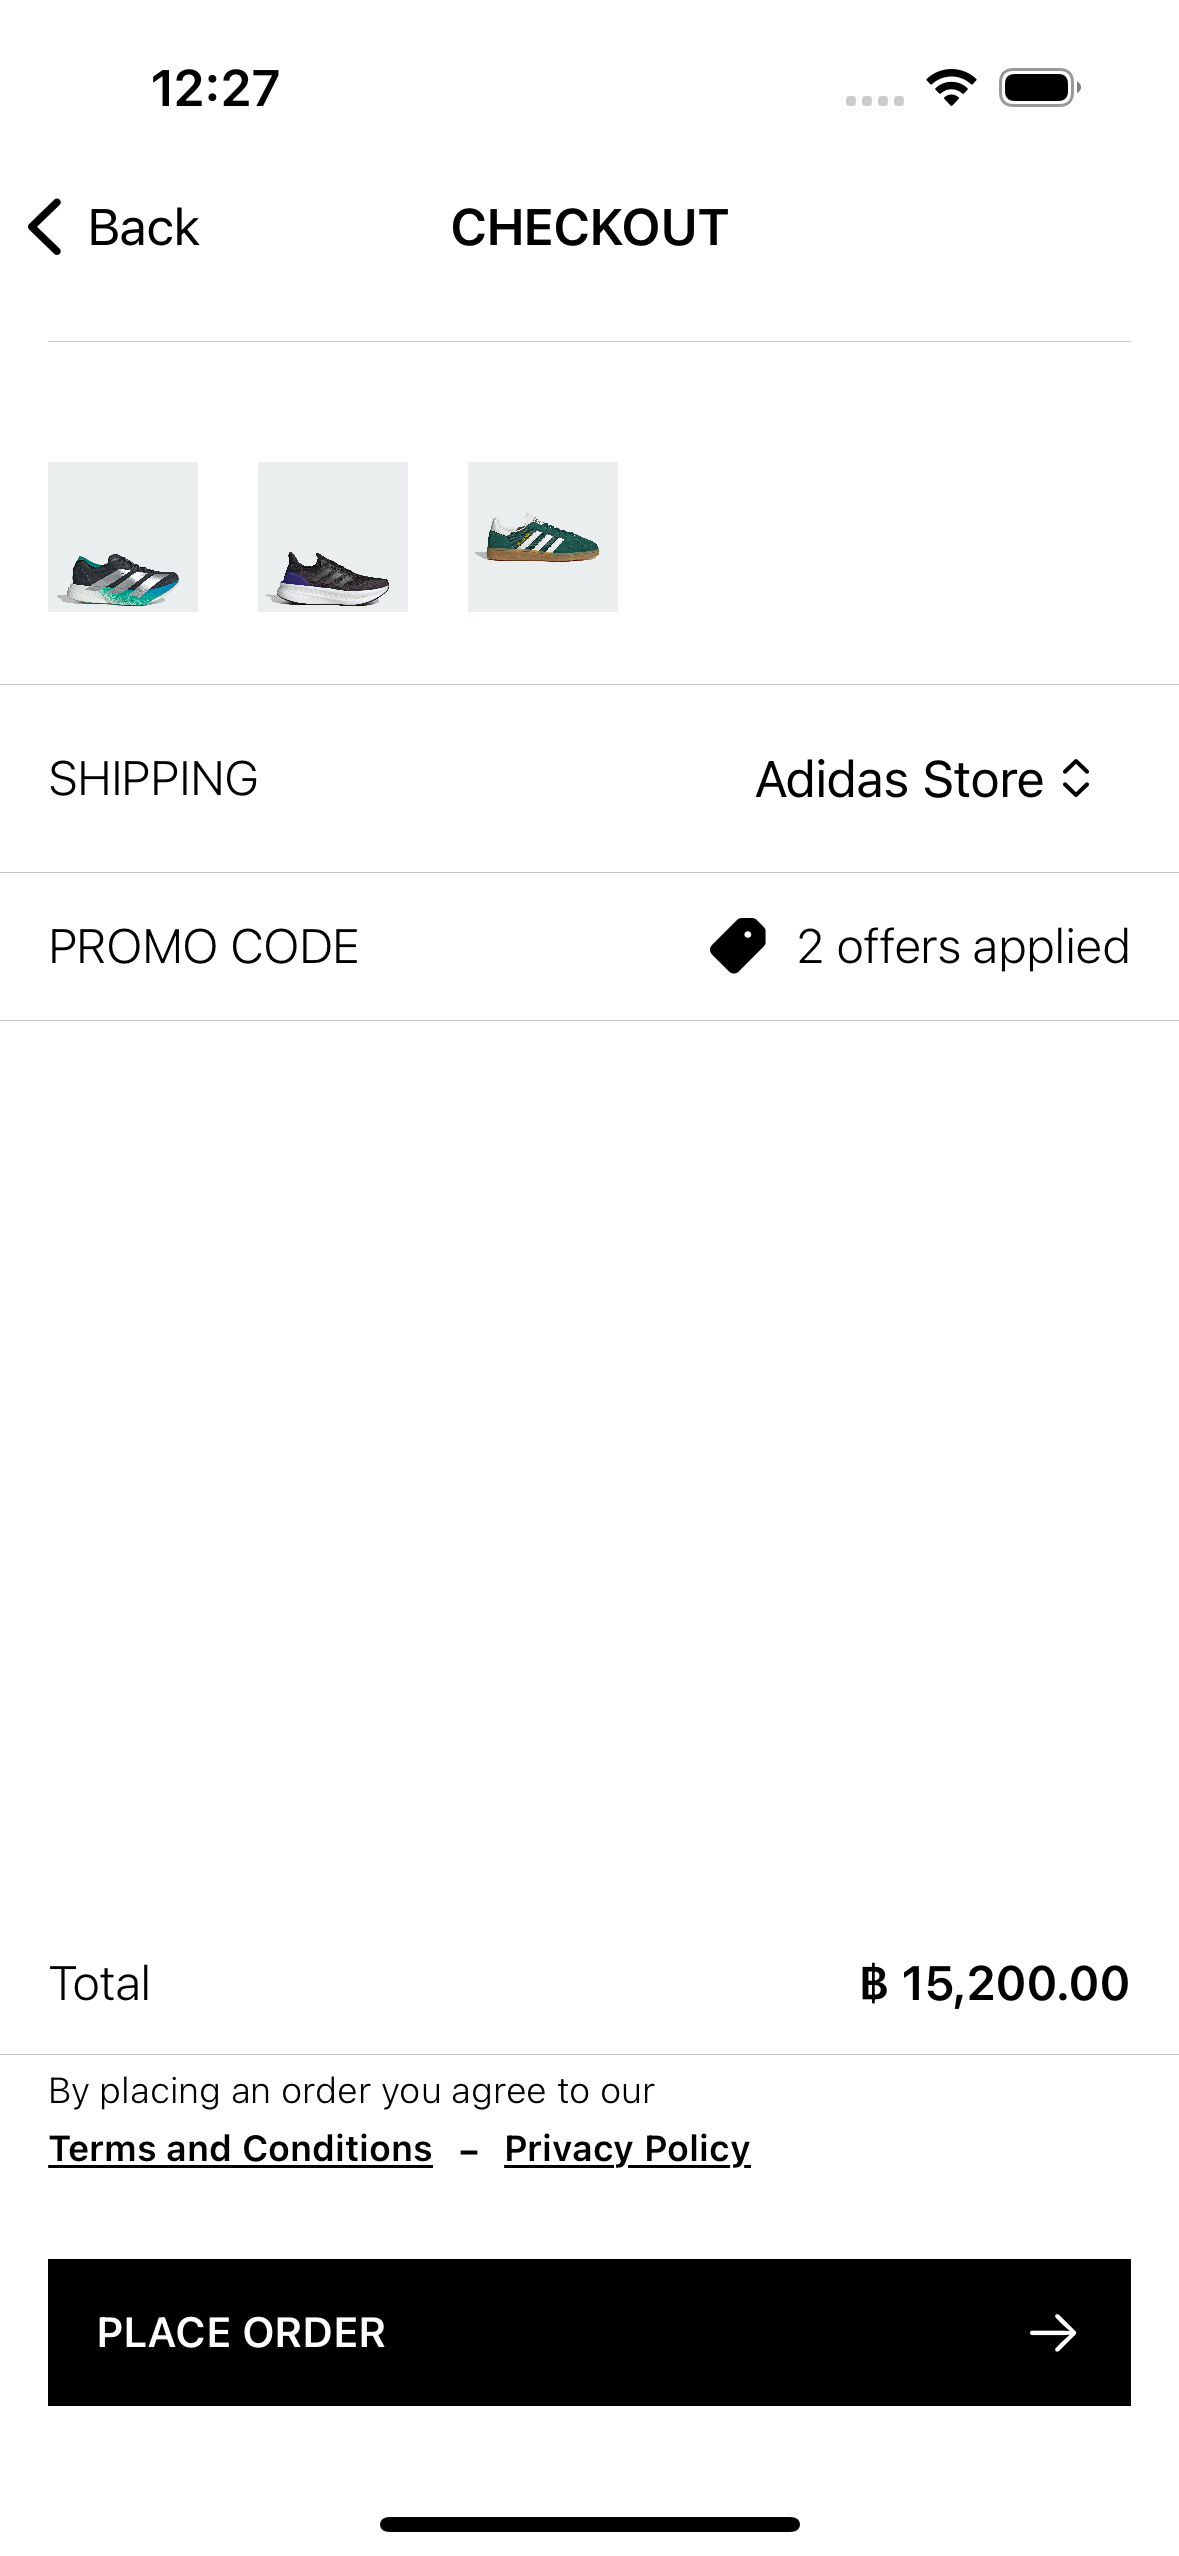 12:27
Back
CHECKOUT
SHIPPING
Adidas Store
PROMO CODE
2 offers applied
Total
฿ 15,200.00
By placing an order you agree to our
Terms and Conditions – Privacy Policy
PLACE ORDER